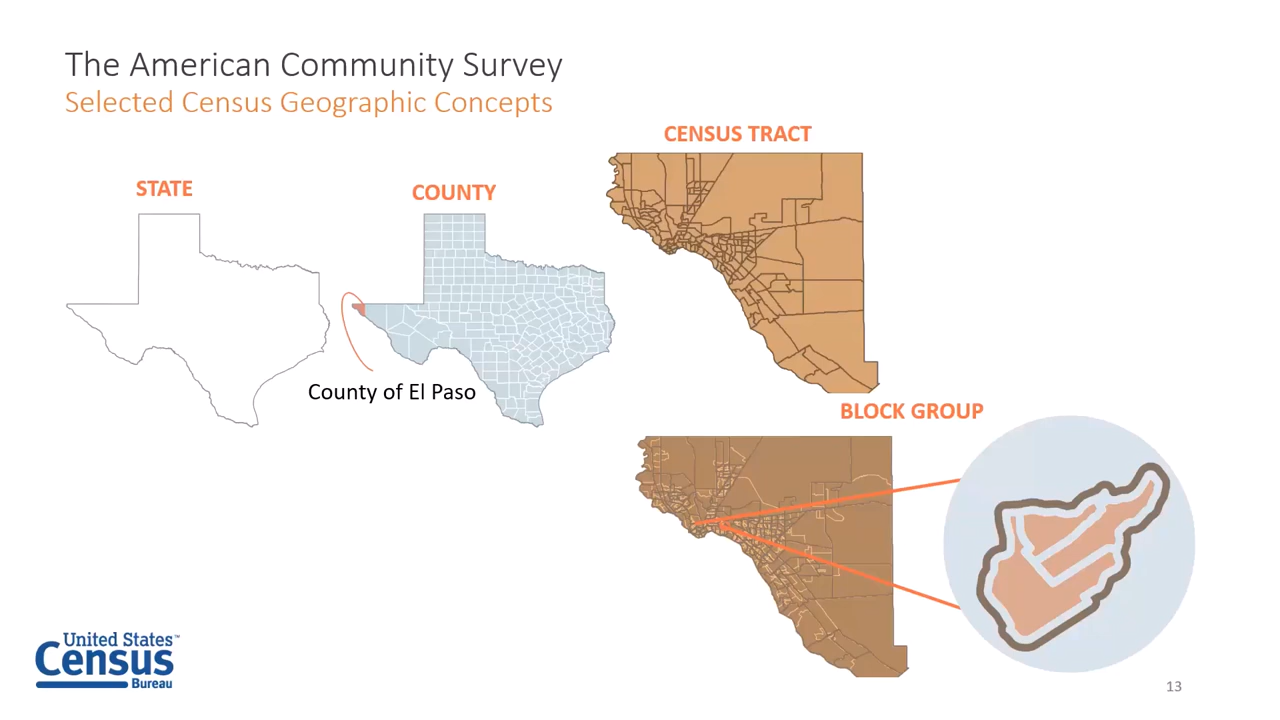 The American Community Survey
Selected Census Geographic Concepts
STATE
COUNTY
CENSUS TRACT
County of El Paso
BLOCK GROUP
United States™
Census
Bureau
13